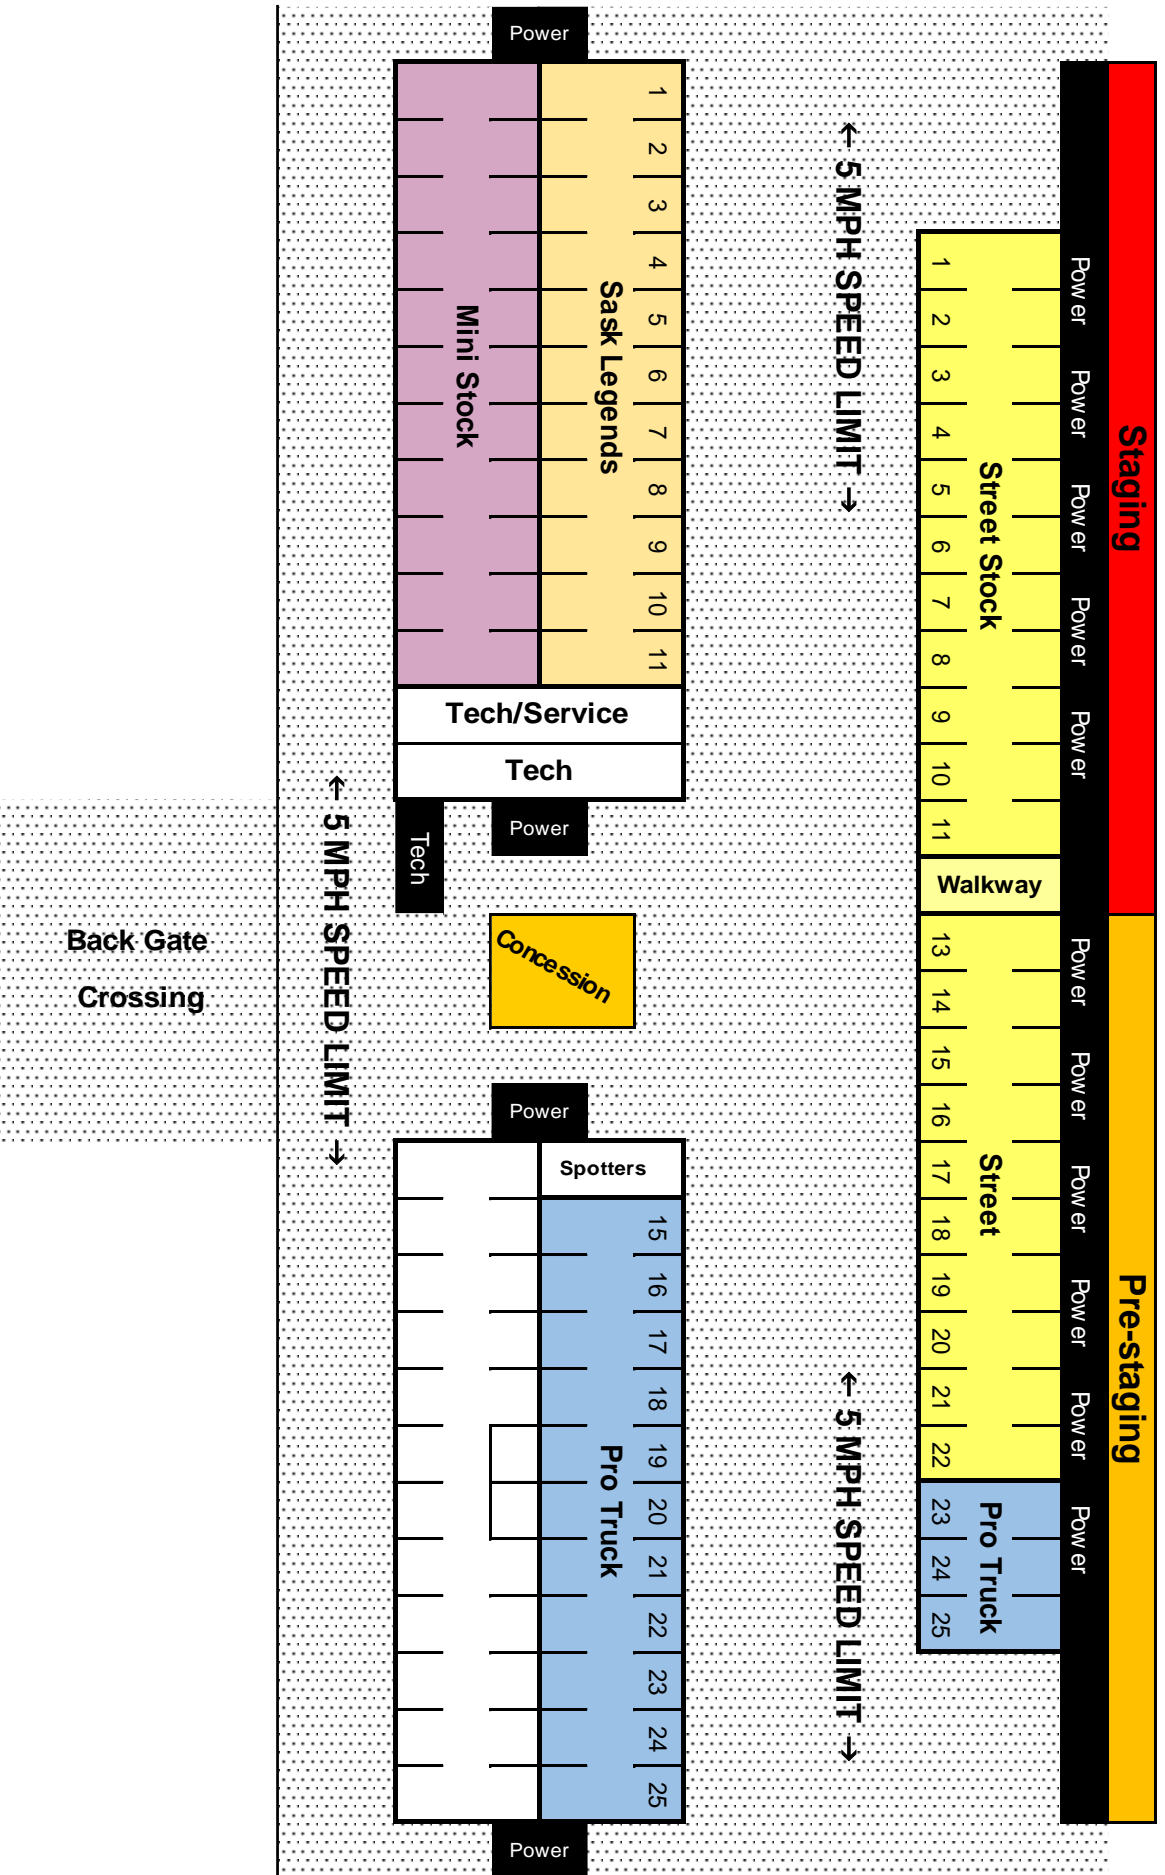 Power
1
2
3
4
5
6
7
8
9
10
11
Sask Legends
Mini Stock
Tech/Service
Tech
Power
Tech
Concession
← 5 MPH SPEED LIMIT →
Back Gate
Crossing
Power
Spotters
15
16
17
18
19
20
21
22
23
24
25
Pro Truck
Power
← 5 MPH SPEED LIMIT →
← 5 MPH SPEED LIMIT →
1
2
3
4
5
6
7
8
9
10
11
Street Stock
Walkway
13
14
15
16
17
18
19
20
21
22
Street
23
24
25
Pro Truck
Power
Power
Power
Power
Power
Power
Power
Power
Power
Power
Power
Staging
Pre-staging